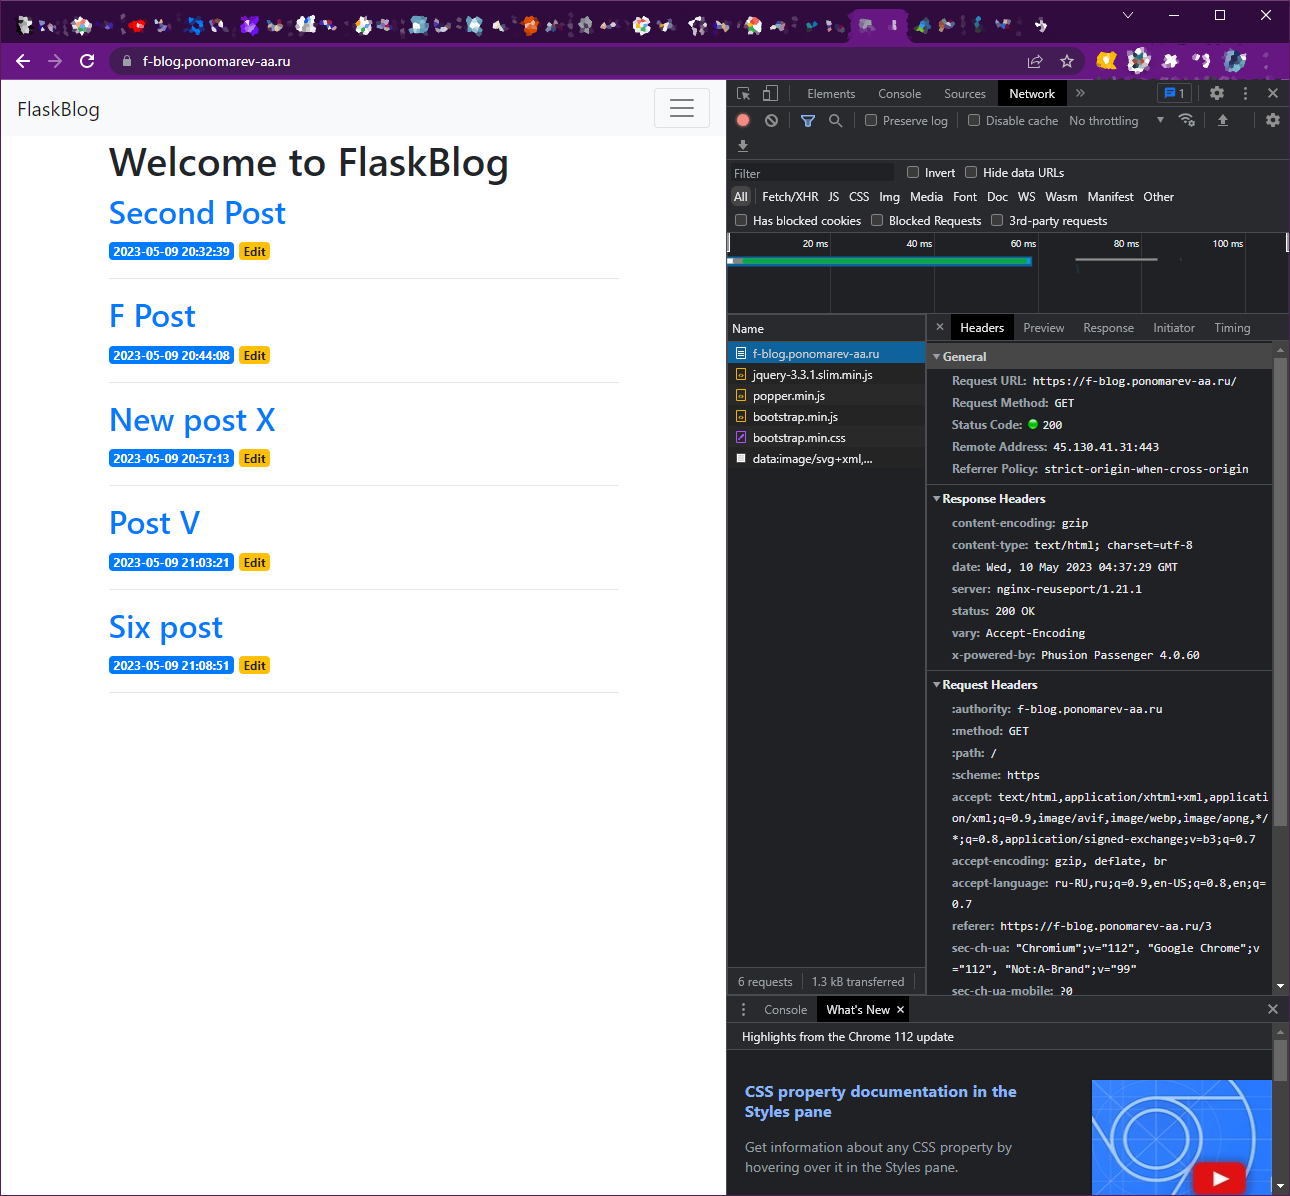 f-blog.ponomarev-aa.ru
FlaskBlog
Welcome to FlaskBlog
Second Post
2023-05-09 20:32:39 Edit
F Post
2023-05-09 20:44:08 Edit
New post X
2023-05-09 20:57:13 Edit
Post V
2023-05-09 21:03:21 Edit
Six post
2023-05-09 21:08:51 Edit
Elements Console Sources Network 1
Preserve log Disable cache No throttling
Filter Invert Hide data URLs
All Fetch/XHR JS CSS Img Media Font Doc WS Wasm Manifest Other
Has blocked cookies Blocked Requests 3rd-party requests
20 ms 40 ms 60 ms 80 ms 100 ms
Name
f-blog.ponomarev-aa.ru
jquery-3.3.1.slim.min.js
popper.min.js
bootstrap.min.js
bootstrap.min.css
data:image/svg+xml,...
6 requests 1.3 kB transferred
Headers Preview Response Initiator Timing
General
Request URL: https://f-blog.ponomarev-aa.ru/
Request Method: GET
Status Code: 200
Remote Address: 45.130.41.31:443
Referrer Policy: strict-origin-when-cross-origin
Response Headers
content-encoding: gzip
content-type: text/html; charset=utf-8
date: Wed, 10 May 2023 04:37:29 GMT
server: nginx-reuseport/1.21.1
status: 200 OK
vary: Accept-Encoding
x-powered-by: Phusion Passenger 4.0.60
Request Headers
:authority: f-blog.ponomarev-aa.ru
:method: GET
:path: /
:scheme: https
accept: text/html,application/xhtml+xml,applicati
on/xml;q=0.9,image/avif,image/webp,image/apng,*/
*;q=0.8,application/signed-exchange;v=b3;q=0.7
accept-encoding: gzip, deflate, br
accept-language: ru-RU,ru;q=0.9,en-US;q=0.8,en;q=
0.7
referer: https://f-blog.ponomarev-aa.ru/3
sec-ch-ua: "Chromium";v="112", "Google Chrome";v
="112", "Not:A-Brand";v="99"
sec-ch-ua-mobile: ?0
Console What's New
Highlights from the Chrome 112 update
CSS property documentation in the
Styles pane
Get information about any CSS property by
hovering over it in the Styles pane.